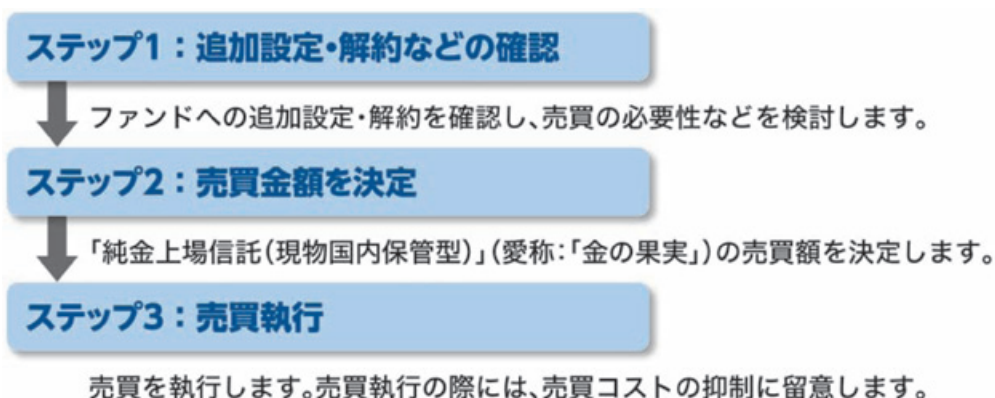 ステップ1：追加設定・解約などの確認
ファンドへの追加設定・解約を確認し、売買の必要性などを検討します。
ステップ2：売買金額を決定
「純金上場信託（現物国内保管型）」（愛称：「金の果実」）の売買額を決定します。
ステップ3：売買執行
売買を執行します。売買執行の際には、売買コストの抑制に留意します。